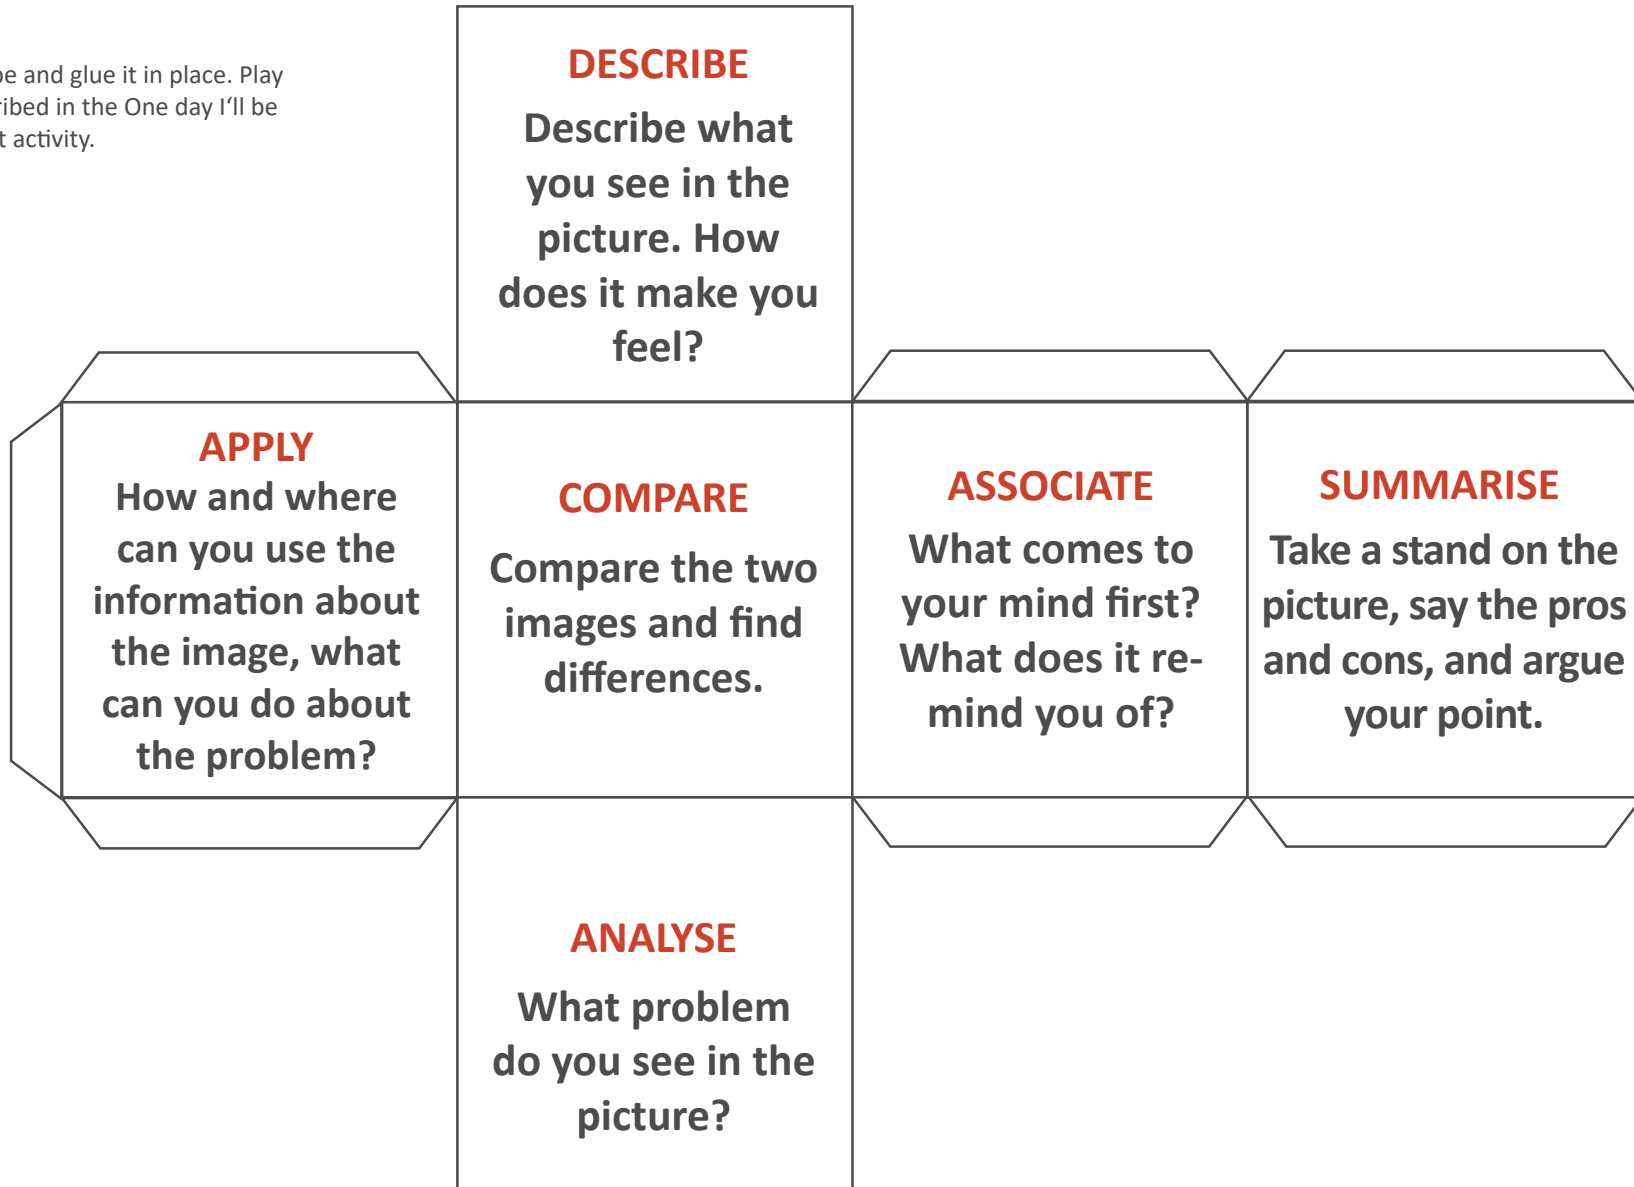 be and glue it in place. Play
ribed in the One day I‘ll be
t activity.
DESCRIBE
Describe what
you see in the
picture. How
does it make you
feel?
APPLY
How and where
can you use the
information about
the image, what
can you do about
the problem?
COMPARE
Compare the two
images and find
differences.
ASSOCIATE
What comes to
your mind first?
What does it re-
mind you of?
SUMMARISE
Take a stand on the
picture, say the pros
and cons, and argue
your point.
ANALYSE
What problem
do you see in the
picture?